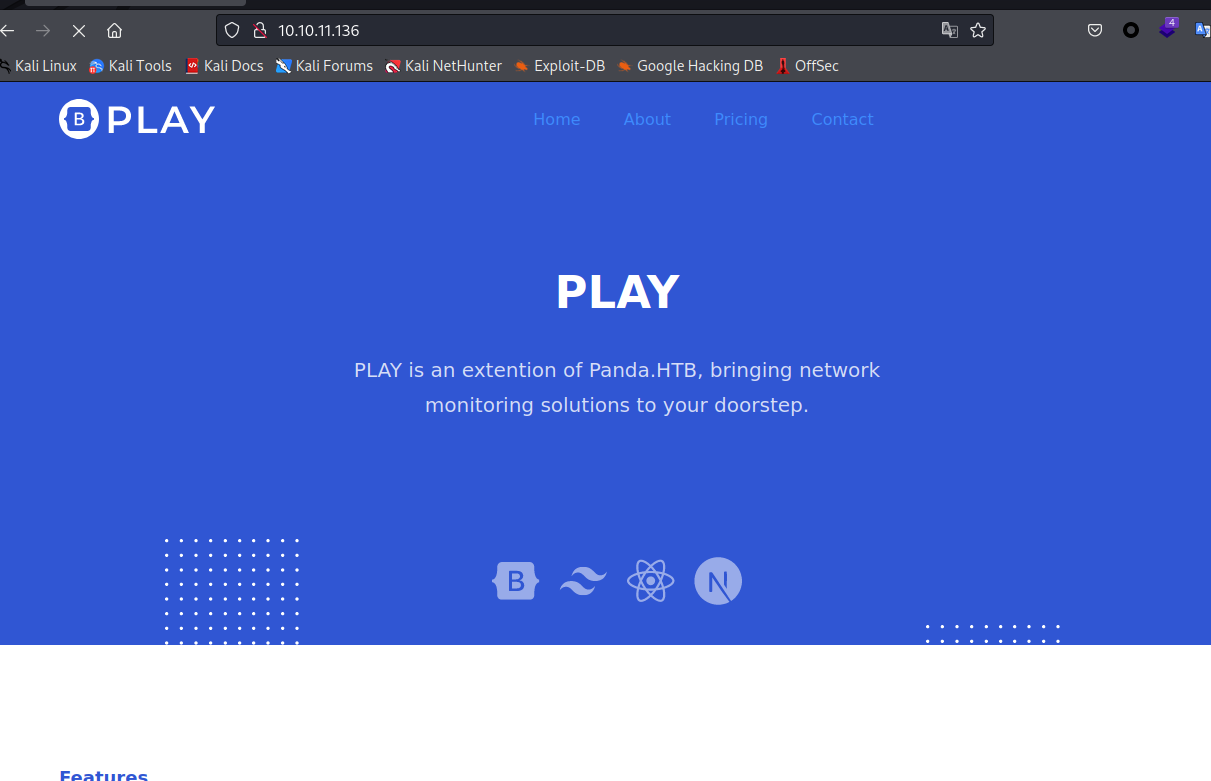 10.10.11.136
4
Kali Linux Kali Tools Kali Docs Kali Forums Kali NetHunter Exploit-DB Google Hacking DB OffSec
B PLAY Home About Pricing Contact
PLAY
PLAY is an extention of Panda.HTB, bringing network
monitoring solutions to your doorstep.
B N
Features